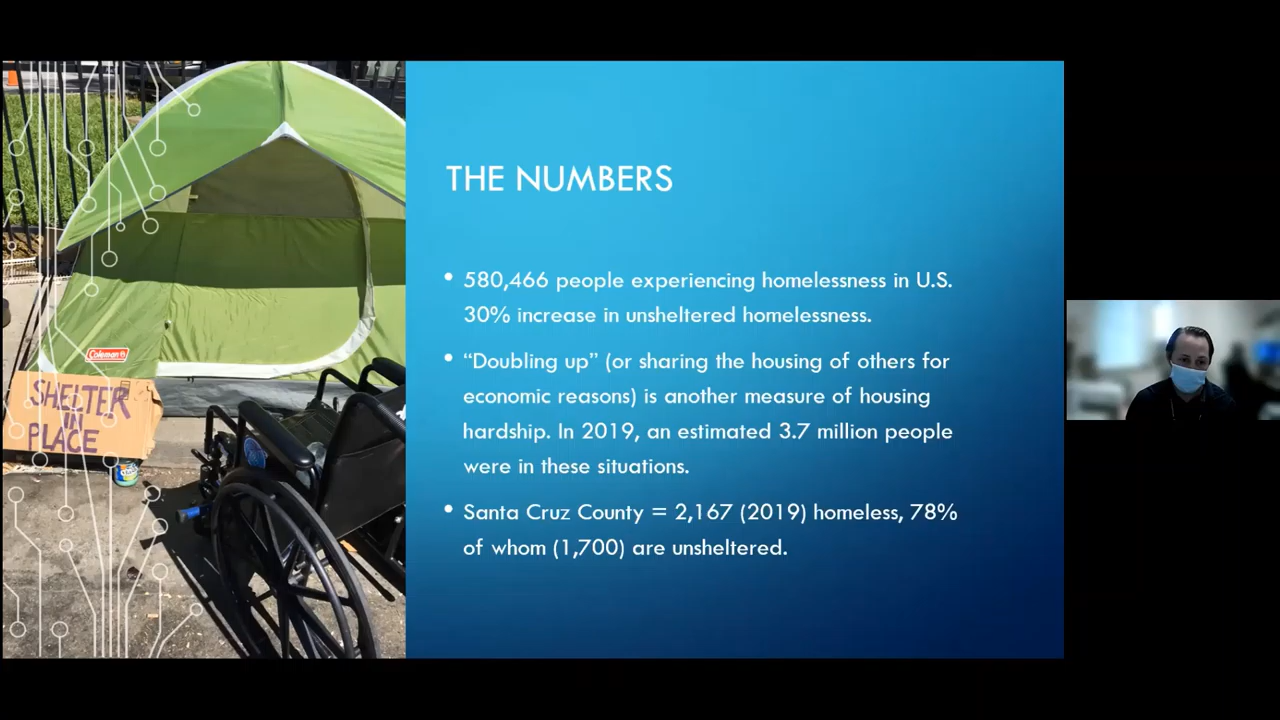 THE NUMBERS
• 580,466 people experiencing homelessness in U.S.
30% increase in unsheltered homelessness.
• “Doubling up” (or sharing the housing of others for
economic reasons) is another measure of housing
hardship. In 2019, an estimated 3.7 million people
were in these situations.
• Santa Cruz County = 2,167 (2019) homeless, 78%
of whom (1,700) are unsheltered.
Coleman
SHELTER
IN
PLACE